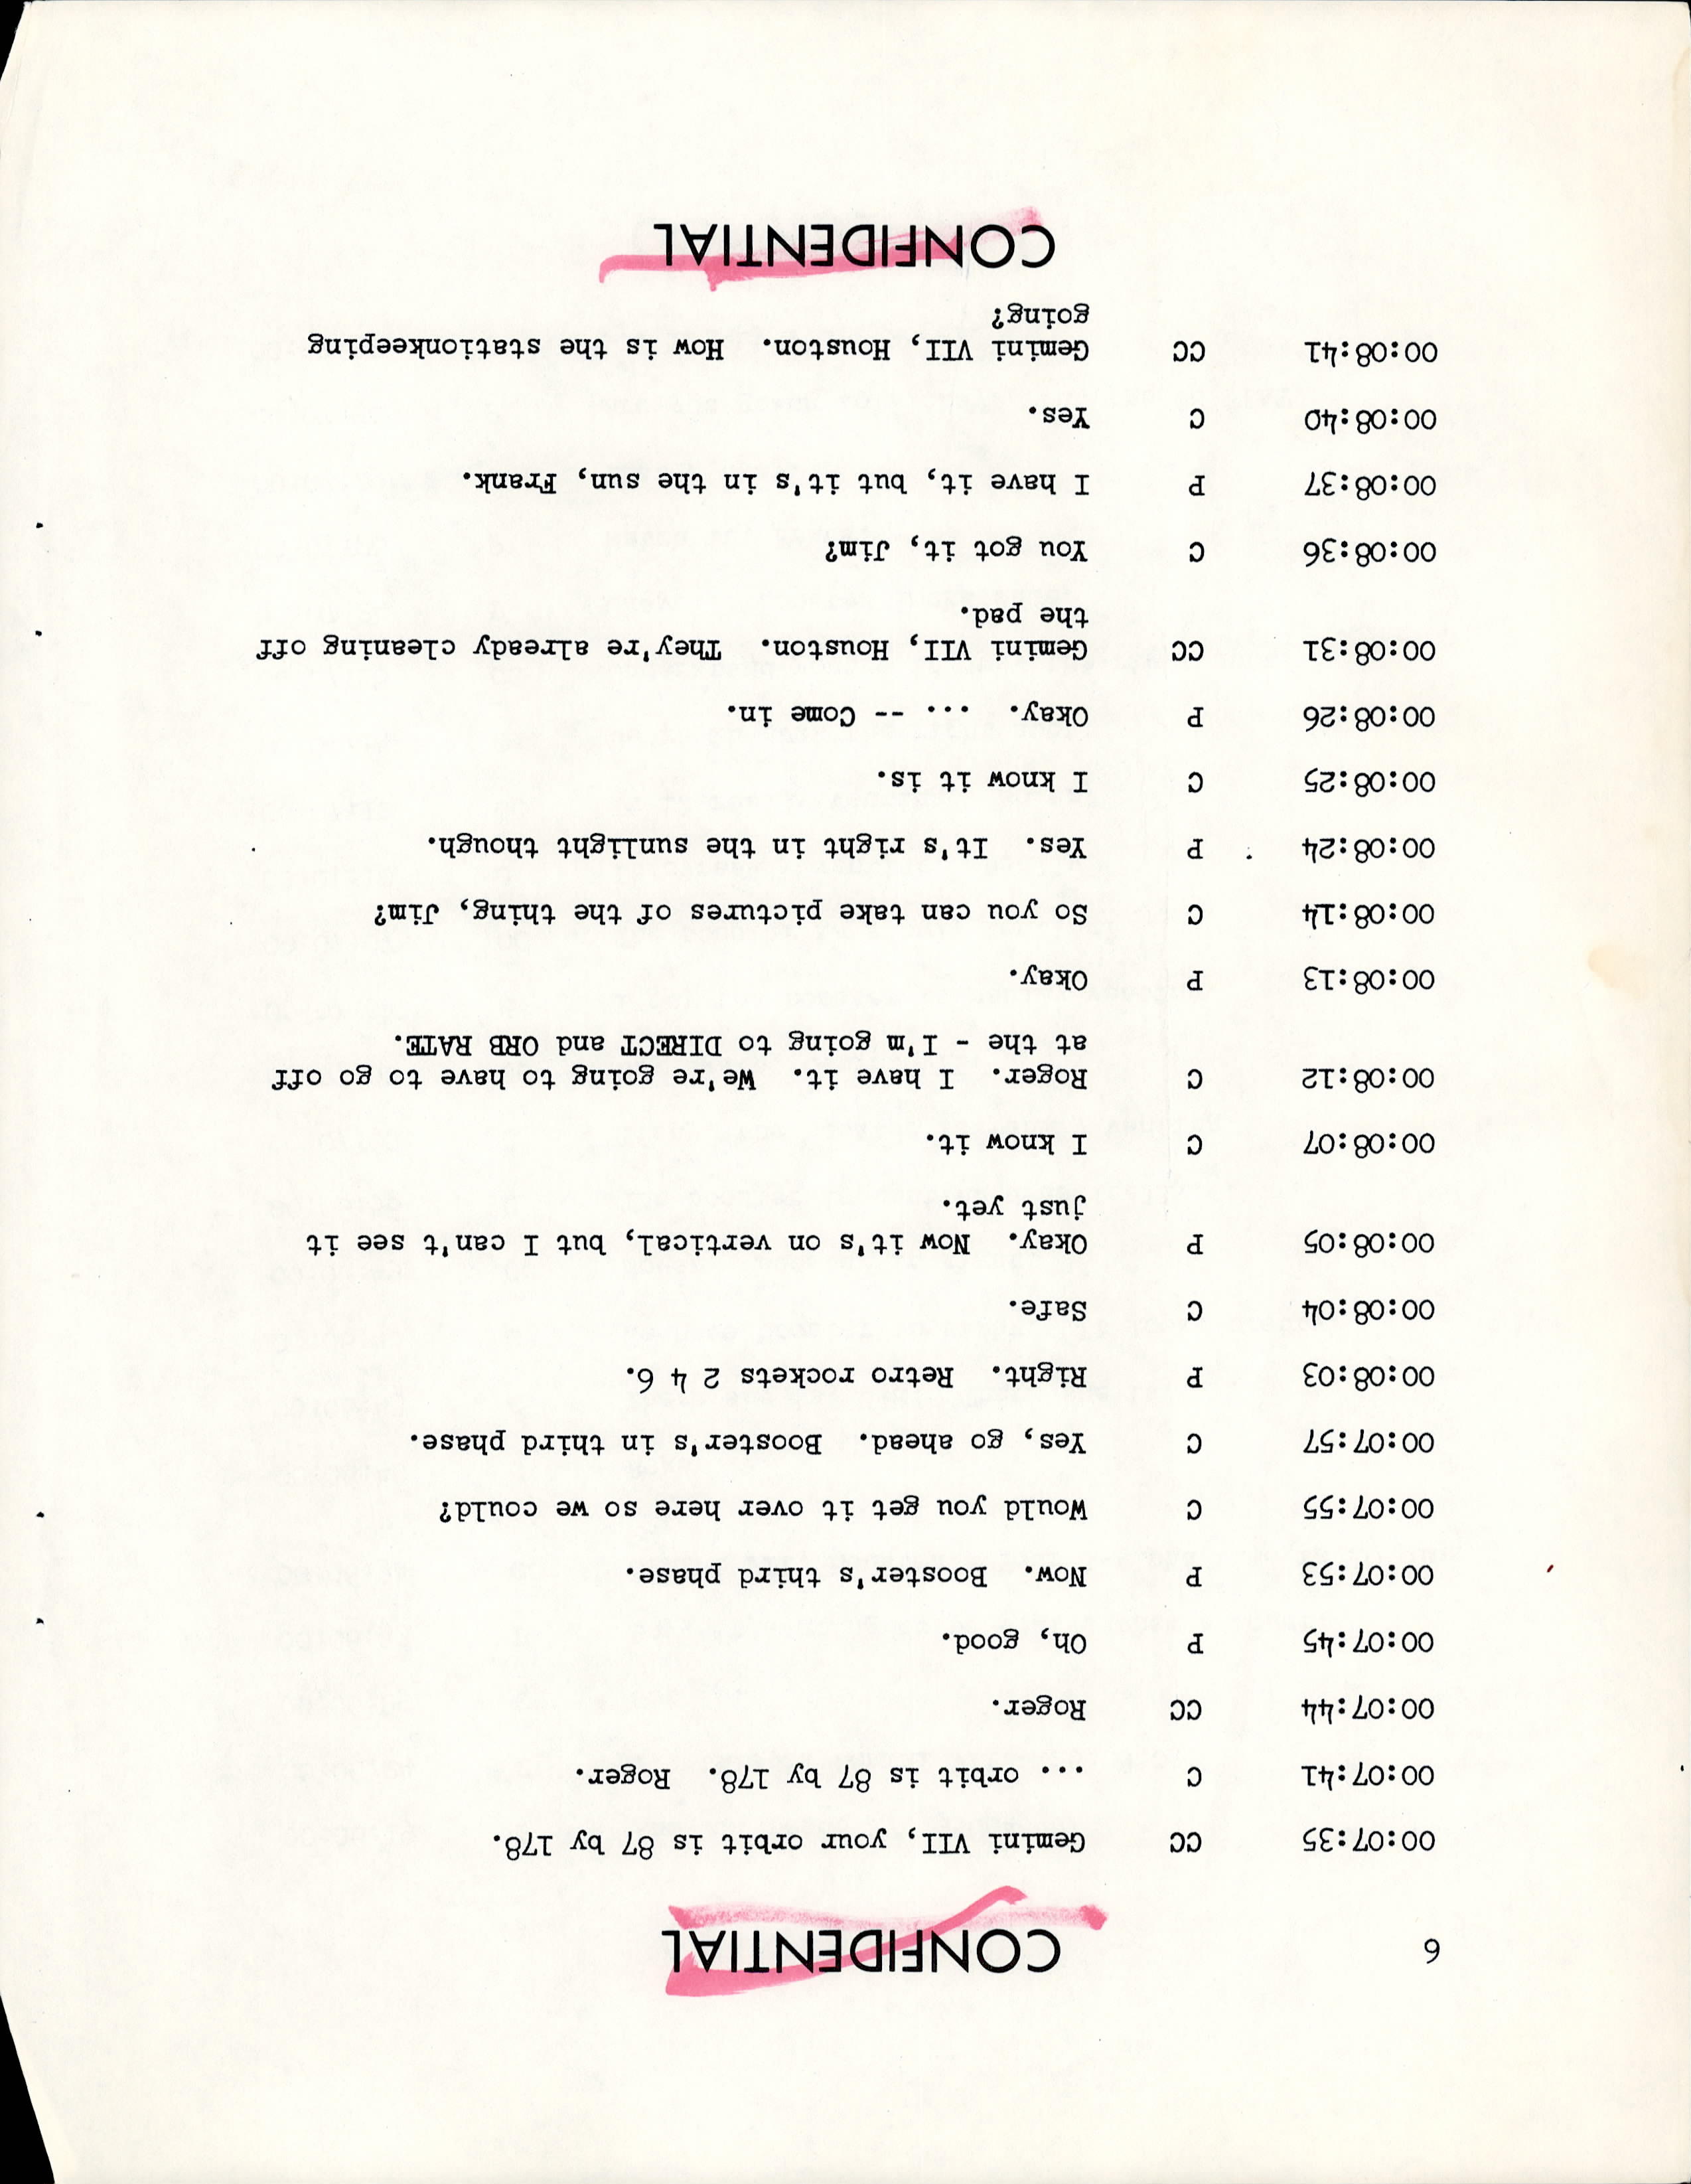 6
CONFIDENTIAL
00:07:35 CC Gemini VII, your orbit is 87 by 178.
00:07:41 C ... orbit is 87 by 178. Roger.
00:07:44 CC Roger.
00:07:45 P Oh, good.
00:07:53 P Now. Booster's third phase.
00:07:55 C Would you get it over here so we could?
00:07:57 C Yes, go ahead. Booster's in third phase.
00:08:03 P Right. Retro rockets 2 4 6.
00:08:04 C Safe.
00:08:05 P Okay. Now it's on vertical, but I can't see it
just yet.
00:08:07 C I know it.
00:08:12 C Roger. I have it. We're going to have to go off
at the - I'm going to DIRECT and ORB RATE.
00:08:13 P Okay.
00:08:14 C So you can take pictures of the thing, Jim?
00:08:24 P Yes. It's right in the sunlight though.
00:08:25 C I know it is.
00:08:26 P Okay. ... -- Come in.
00:08:31 CC Gemini VII, Houston. They're already cleaning off
the pad.
00:08:36 C You got it, Jim?
00:08:37 P I have it, but it's in the sun, Frank.
00:08:40 C Yes.
00:08:41 CC Gemini VII, Houston. How is the stationkeeping
going?
CONFIDENTIAL